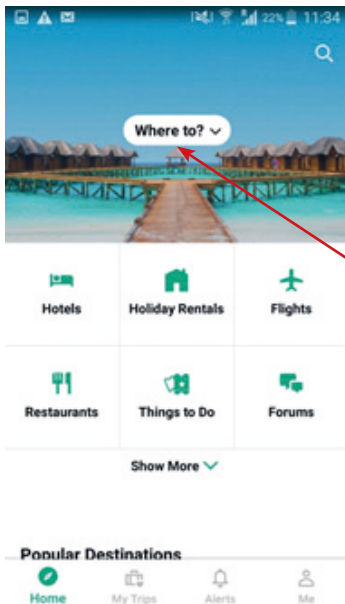 22% 11:34
Where to?
Hotels
Holiday Rentals
Flights
Restaurants
Things to Do
Forums
Show More
Popular Destinations
Home
My Trips
Alerts
Me